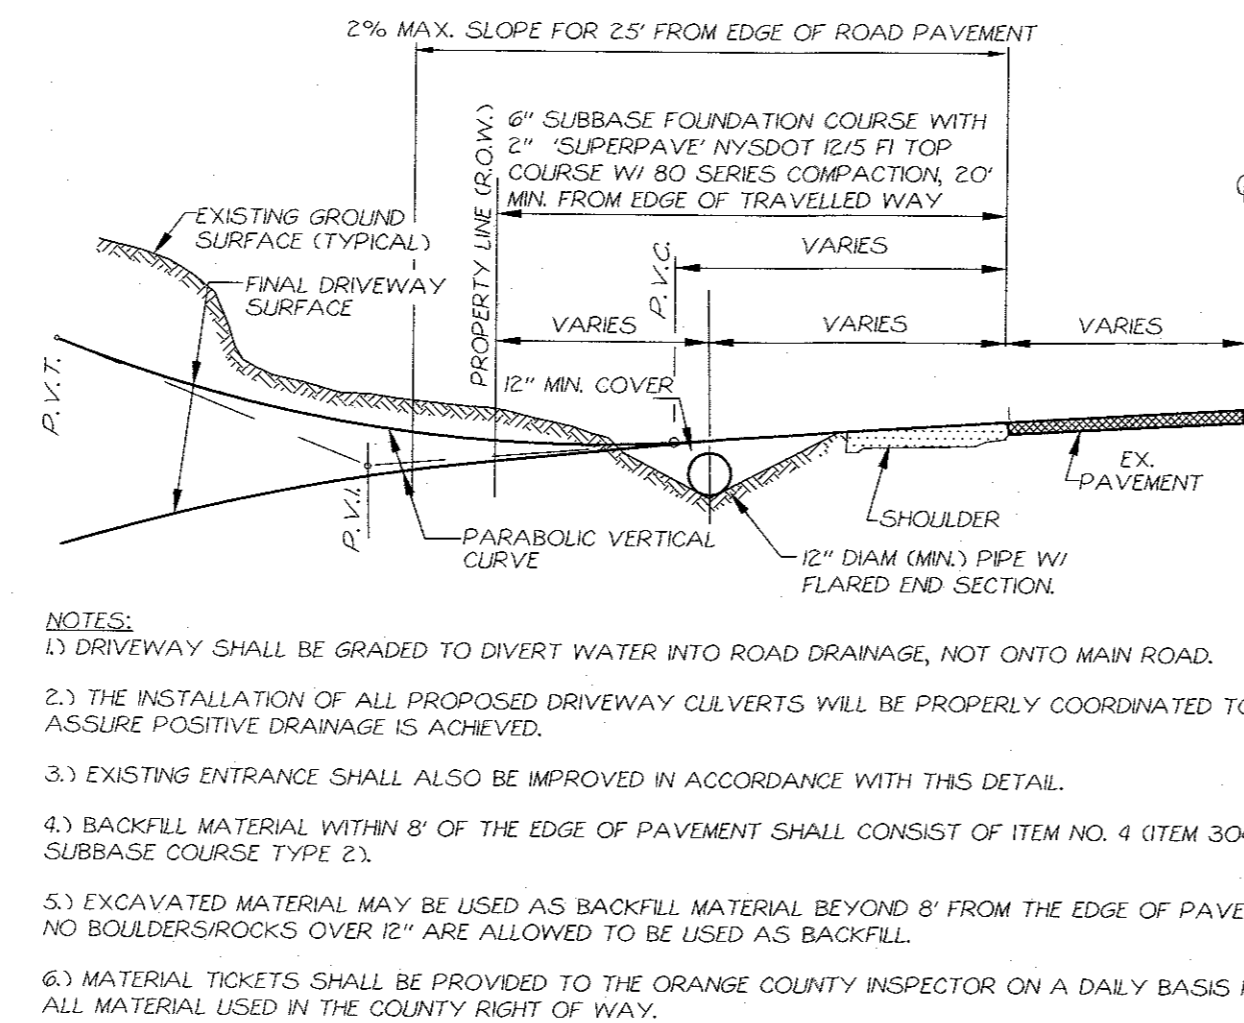 2% MAX. SLOPE FOR 25' FROM EDGE OF ROAD PAVEMENT
PROPERTY LINE (R.O.W.)
6" SUBBASE FOUNDATION COURSE WITH
2" 'SUPERPAVE' NYSDOT 12/5 F1 TOP
COURSE W/ 80 SERIES COMPACTION, 20'
MIN. FROM EDGE OF TRAVELLED WAY
EXISTING GROUND
SURFACE (TYPICAL)
VARIES
P.V.C.
FINAL DRIVEWAY
SURFACE
VARIES
VARIES
VARIES
P.V.T.
12" MIN. COVER
P.V.I.
EX.
PAVEMENT
SHOULDER
PARABOLIC VERTICAL
CURVE
12" DIAM (MIN.) PIPE W/
FLARED END SECTION.
NOTES:
1.) DRIVEWAY SHALL BE GRADED TO DIVERT WATER INTO ROAD DRAINAGE, NOT ONTO MAIN ROAD.
2.) THE INSTALLATION OF ALL PROPOSED DRIVEWAY CULVERTS WILL BE PROPERLY COORDINATED TO
ASSURE POSITIVE DRAINAGE IS ACHIEVED.
3.) EXISTING ENTRANCE SHALL ALSO BE IMPROVED IN ACCORDANCE WITH THIS DETAIL.
4.) BACKFILL MATERIAL WITHIN 8' OF THE EDGE OF PAVEMENT SHALL CONSIST OF ITEM NO. 4 (ITEM
SUBBASE COURSE TYPE 2).
5.) EXCAVATED MATERIAL MAY BE USED AS BACKFILL MATERIAL BEYOND 8' FROM THE EDGE OF PAVE
NO BOULDERS/ROCKS OVER 12" ARE ALLOWED TO BE USED AS BACKFILL.
6.) MATERIAL TICKETS SHALL BE PROVIDED TO THE ORANGE COUNTY INSPECTOR ON A DAILY BASIS
ALL MATERIAL USED IN THE COUNTY RIGHT OF WAY.